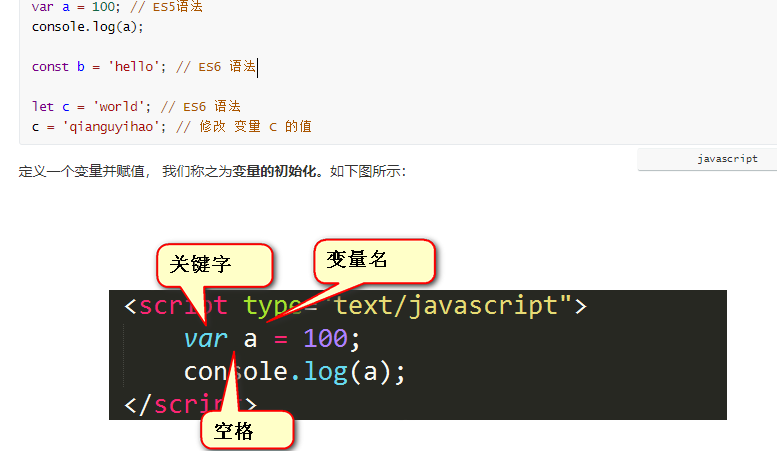 var a = 100; // ES5语法
console.log(a);
const b = 'hello'; // ES6 语法
let c = 'world'; // ES6 语法
c = 'qianguyihao'; // 修改 变量 C 的值
javascript
定义一个变量并赋值， 我们称之为变量的初始化。如下图所示：
关键字
变量名
<script type="text/javascript">
var a = 100;
console.log(a);
</script>
空格